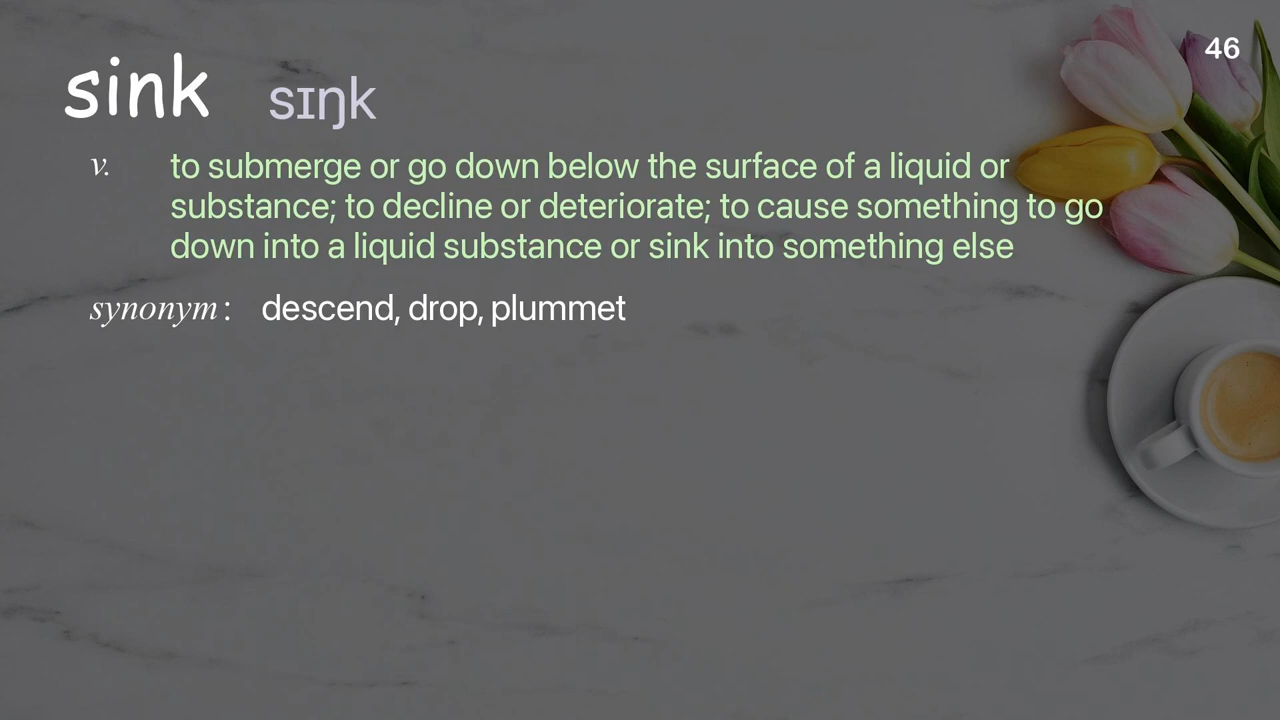 46
sink sɪŋk
v. to submerge or go down below the surface of a liquid or
substance; to decline or deteriorate; to cause something to go
down into a liquid substance or sink into something else
synonym: descend, drop, plummet